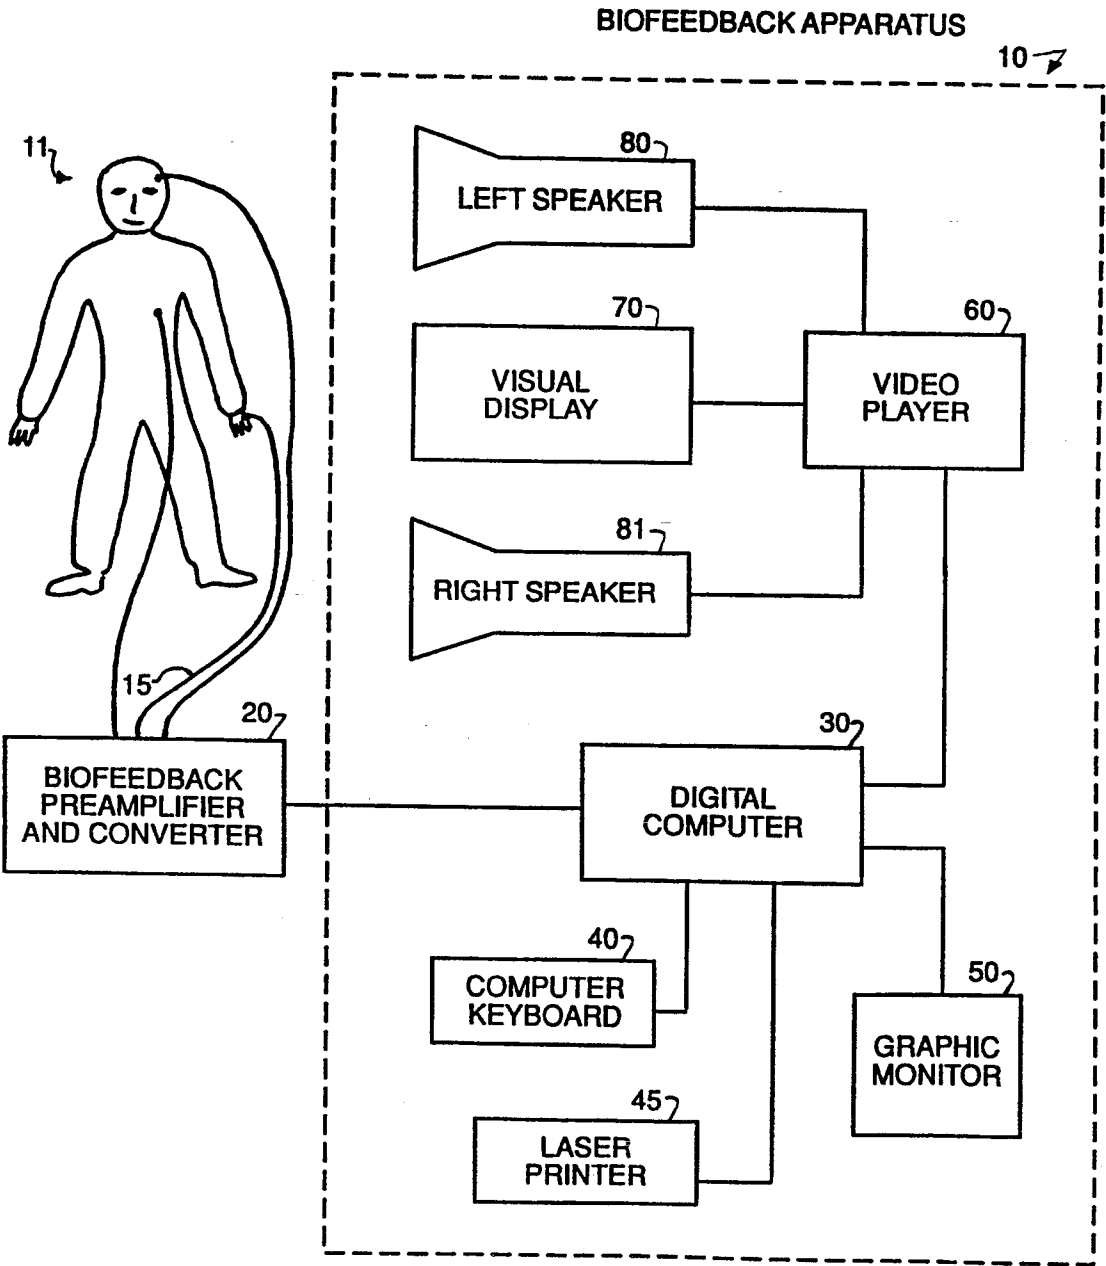 BIOFEEDBACK APPARATUS
10
11
80
LEFT SPEAKER
70
VISUAL
DISPLAY
60
VIDEO
PLAYER
81
RIGHT SPEAKER
15
20
BIOFEEDBACK
PREAMPLIFIER
AND CONVERTER
30
DIGITAL
COMPUTER
40
COMPUTER
KEYBOARD
50
GRAPHIC
MONITOR
45
LASER
PRINTER